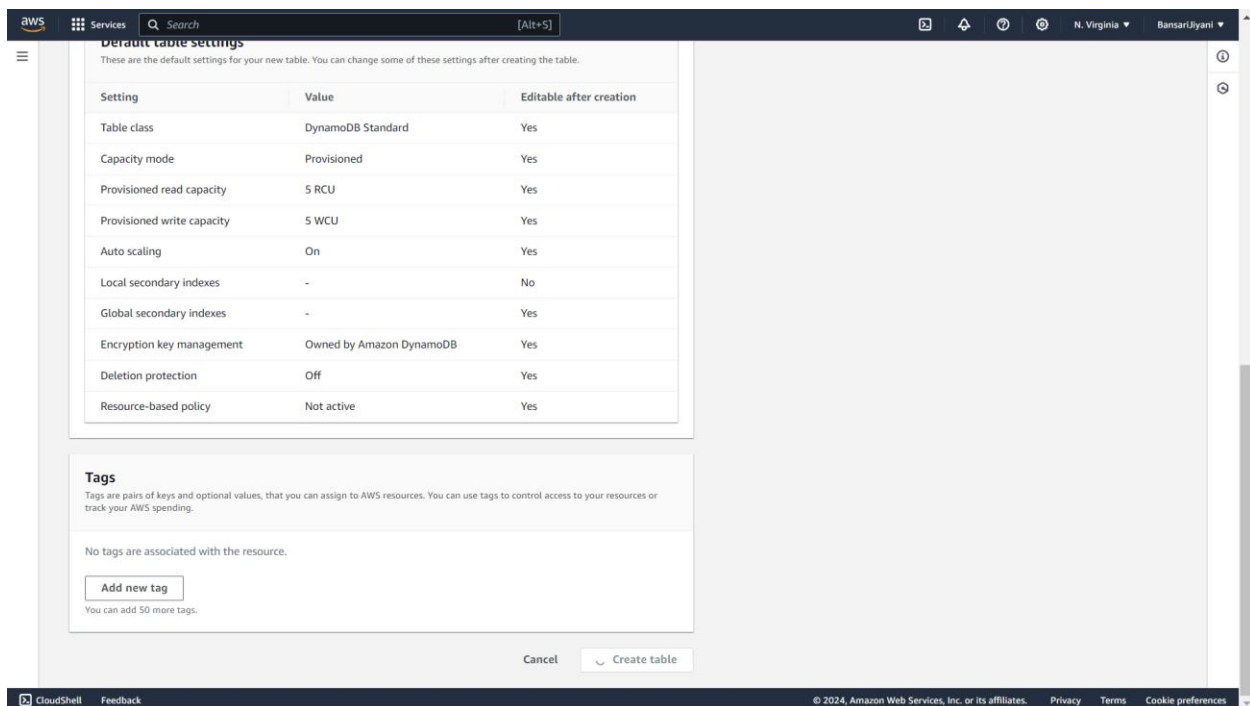 aws Services Search [Alt+S] N. Virginia ▼ BansariJiyani ▼
Default table settings
These are the default settings for your new table. You can change some of these settings after creating the table.
Setting Value Editable after creation
Table class DynamoDB Standard Yes
Capacity mode Provisioned Yes
Provisioned read capacity 5 RCU Yes
Provisioned write capacity 5 WCU Yes
Auto scaling On Yes
Local secondary indexes - No
Global secondary indexes - Yes
Encryption key management Owned by Amazon DynamoDB Yes
Deletion protection Off Yes
Resource-based policy Not active Yes
Tags
Tags are pairs of keys and optional values, that you can assign to AWS resources. You can use tags to control access to your resources or
track your AWS spending.
No tags are associated with the resource.
Add new tag
You can add 50 more tags.
Cancel Create table
CloudShell Feedback © 2024, Amazon Web Services, Inc. or its affiliates. Privacy Terms Cookie preferences